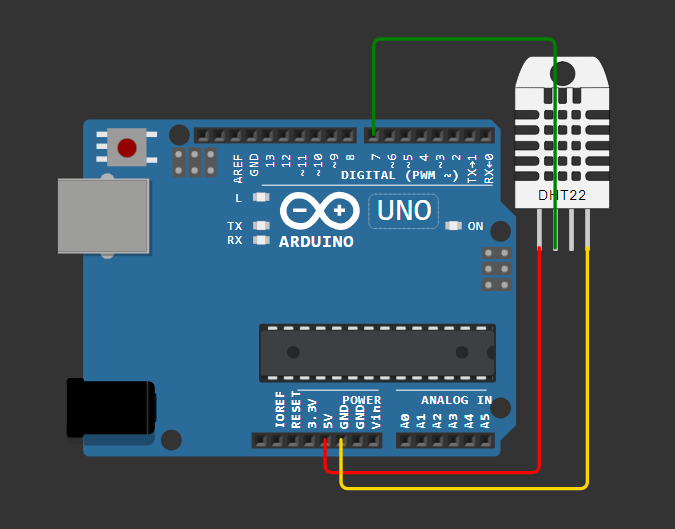 AREF
GND
13
12
~11
~10
~9
8
7
~6
~5
4
~3
2
TX→1
RX←0
DIGITAL (PWM ~)
L
TX
RX
UNO
ON
ARDUINO
DHT22
POWER
ANALOG IN
IOREF
RESET
3.3V
5V
GND
GND
Vin
A0
A1
A2
A3
A4
A5